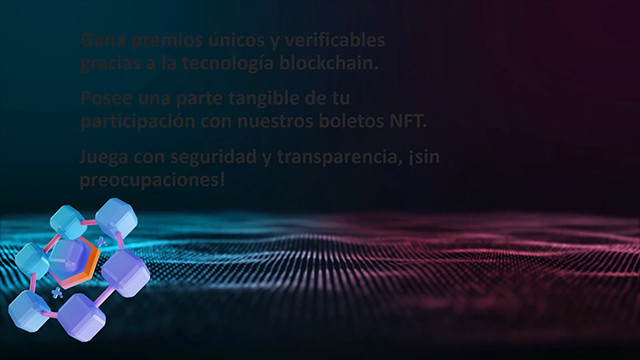 Gana premios únicos y verificables
gracias a la tecnología blockchain.
Posee una parte tangible de tu
participación con nuestros boletos NFT.
Juega con seguridad y transparencia, ¡sin
preocupaciones!